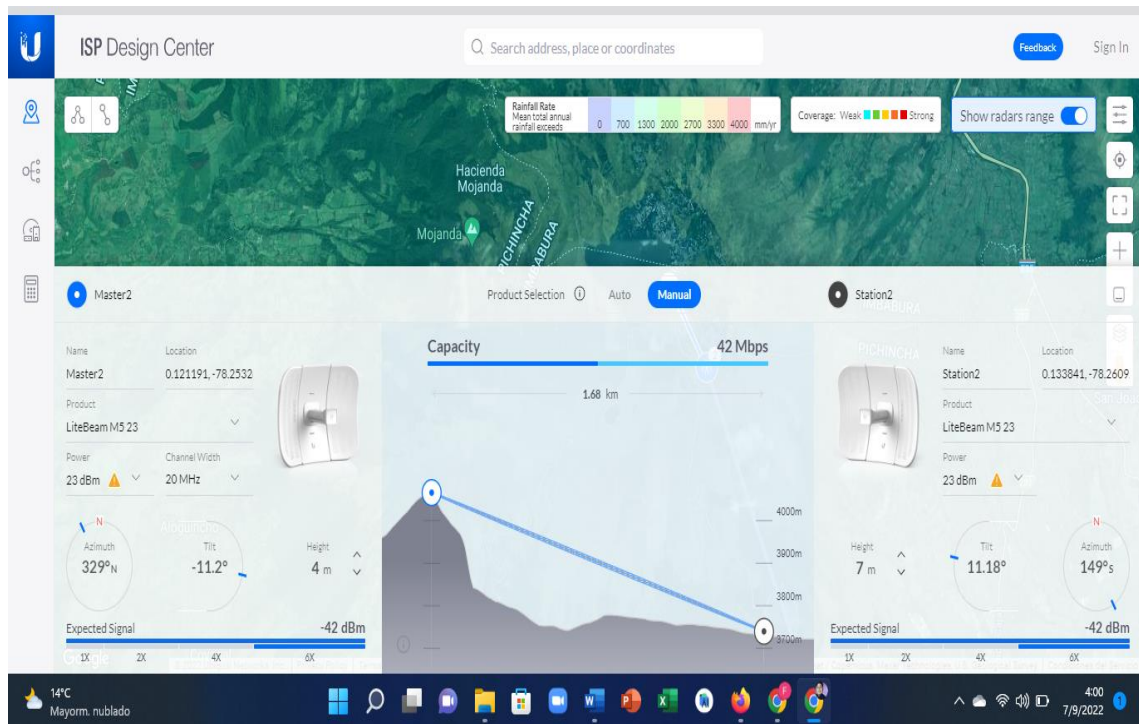 ISP Design Center
Search address, place or coordinates
Feedback
Sign In
Rainfall Rate
Mean total annual
rainfall exceeds
0 700 1300 2000 2700 3300 4000 mm/yr
Coverage: Weak Strong
Show radars range
Hacienda
Mojanda
Mojanda
PICHINCHA
IMBABURA
Master2
Product Selection
Auto
Manual
Station2
Name
Location
Master2
0.121191, -78.2532
Product
LiteBeam M5 23
Power
Channel Width
23 dBm
20 MHz
N
Azimuth
329°N
Tilt
-11.2°
Height
4 m
Expected Signal
-42 dBm
1X 2X 4X 6X
Capacity
42 Mbps
1.68 km
4000m
3900m
3800m
3700m
PICHINCHA
Name
Location
Station2
0.133841, -78.2609
Product
LiteBeam M5 23
Power
23 dBm
Height
7 m
Tilt
11.18°
N
Azimuth
149°S
Expected Signal
-42 dBm
1X 2X 4X 6X
14°C
Mayorm. nublado
4:00
7/9/2022
1